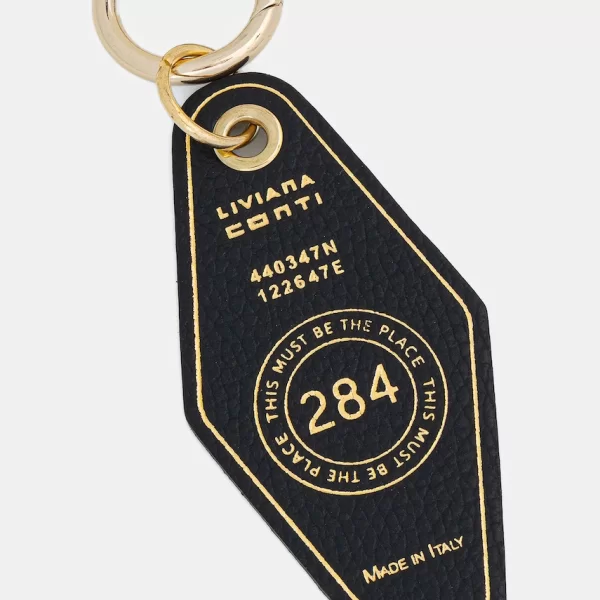 LIVIANA
CONTI
440347N
122647E
THIS MUST BE THE PLACE THIS MUST BE THE PLACE
284
MADE IN ITALY